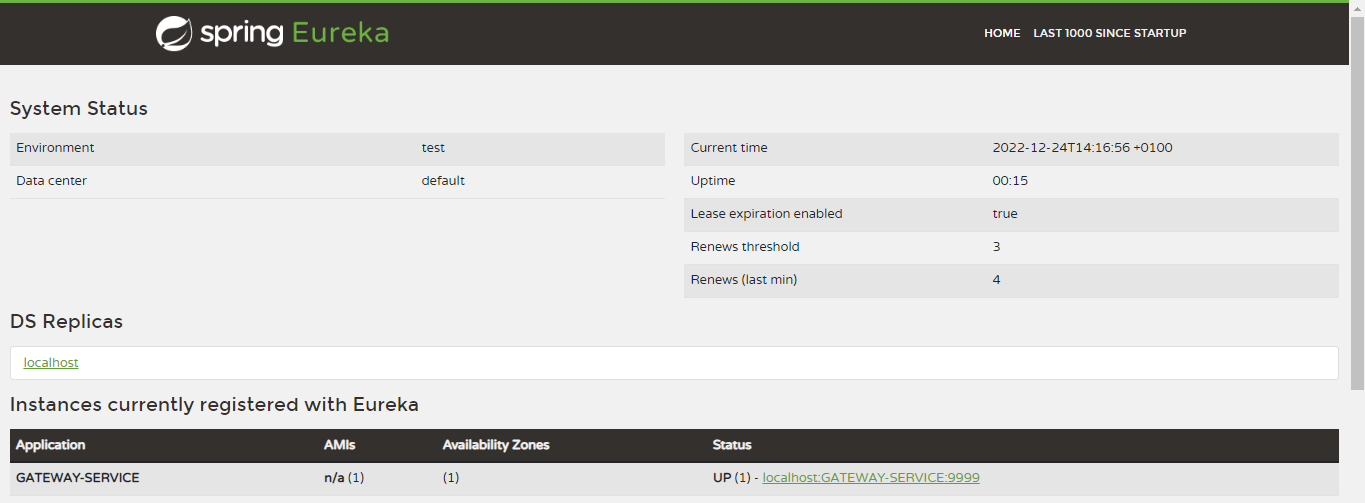 spring Eureka
HOME LAST 1000 SINCE STARTUP
System Status
Environment test
Data center default
Current time 2022-12-24T14:16:56 +0100
Uptime 00:15
Lease expiration enabled true
Renews threshold 3
Renews (last min) 4
DS Replicas
localhost
Instances currently registered with Eureka
Application AMIs Availability Zones Status
GATEWAY-SERVICE n/a (1) (1) UP (1) - localhost:GATEWAY-SERVICE:9999